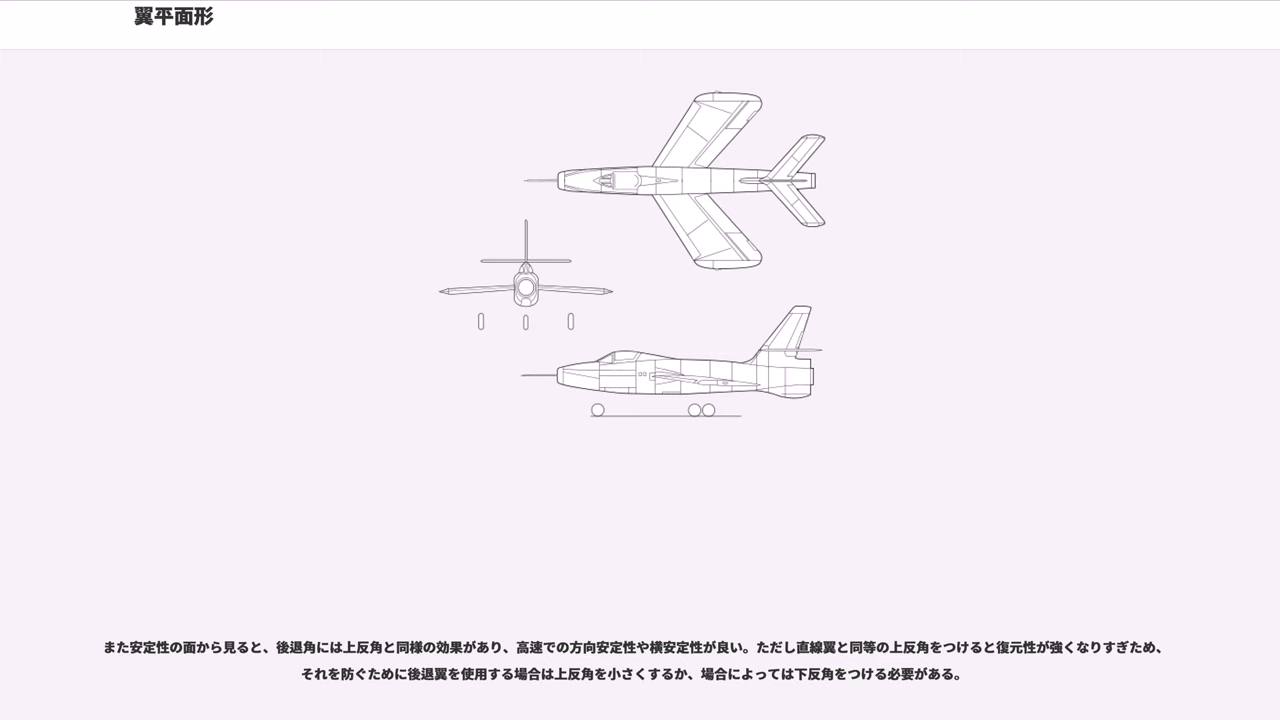 翼平面形
また安定性の面から見ると、後退角には上反角と同様の効果があり、高速での方向安定性や横安定性が良い。ただし直線翼と同等の上反角をつけると復元性が強くなりすぎため、
それを防ぐために後退翼を使用する場合は上反角を小さくするか、場合によっては下反角をつける必要がある。